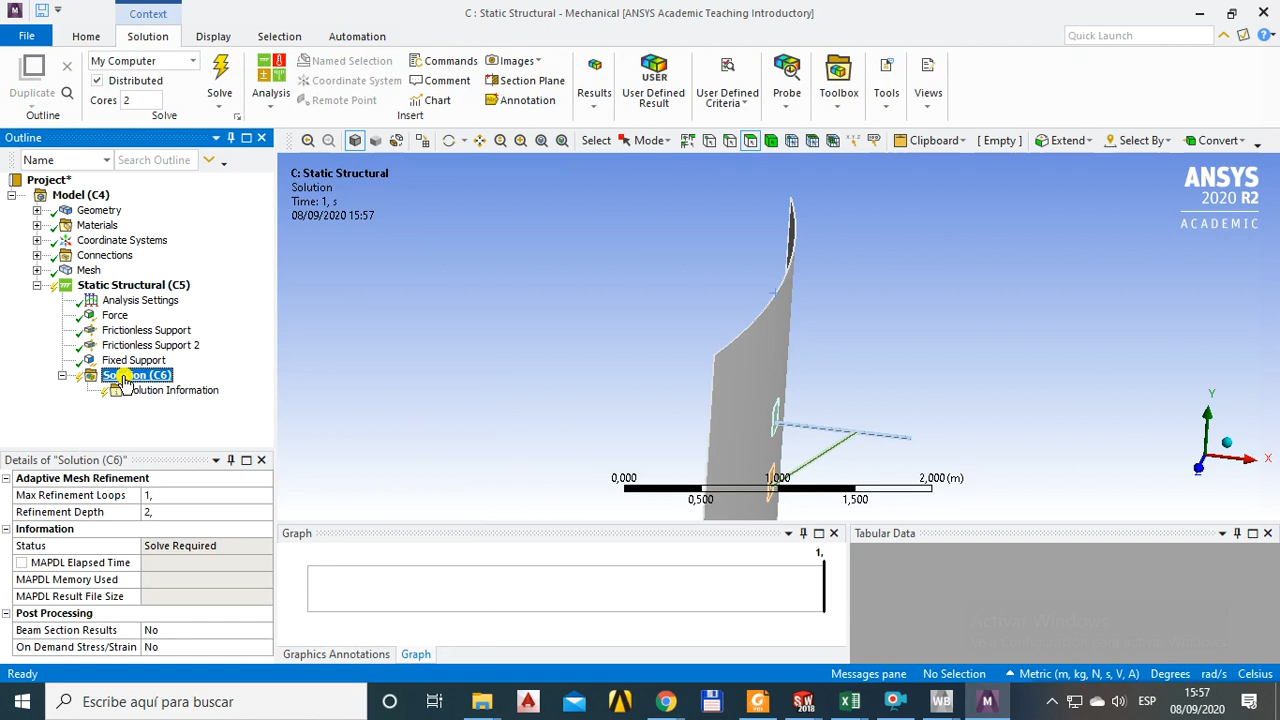 C : Static Structural - Mechanical [ANSYS Academic Teaching Introductory]
Context
File Home Solution Display Selection Automation
Quick Launch
Duplicate
Outline
My Computer
Distributed
Cores 2
Solve
Solve
Analysis
Named Selection
Coordinate System
Remote Point
Commands
Comment
Chart
Images
Section Plane
Annotation
Insert
Results
USER
User Defined
Result
User Defined
Criteria
Probe
Toolbox
Tools
Views
Outline
Name
Search Outline
Select Mode
Clipboard [ Empty ] Extend Select By Convert
Project*
Model (C4)
Geometry
Materials
Coordinate Systems
Connections
Mesh
Static Structural (C5)
Analysis Settings
Force
Frictionless Support
Frictionless Support 2
Fixed Support
Solution (C6)
Solution Information
C: Static Structural
Solution
Time: 1, s
08/09/2020 15:57
ANSYS
2020 R2
ACADEMIC
0,000 1,000 2,000 (m)
0,500 1,500
Y
X
Z
Details of "Solution (C6)"
Adaptive Mesh Refinement
Max Refinement Loops 1,
Refinement Depth 2,
Information
Status Solve Required
MAPDL Elapsed Time
MAPDL Memory Used
MAPDL Result File Size
Post Processing
Beam Section Results No
On Demand Stress/Strain No
Graph
1,
Graphics Annotations Graph
Tabular Data
Activar Windows
Ready
Messages pane No Selection Metric (m, kg, N, s, V, A) Degrees rad/s Celsius
Escribe aquí para buscar
SW
2018
WB
M
ESP
15:57
08/09/2020